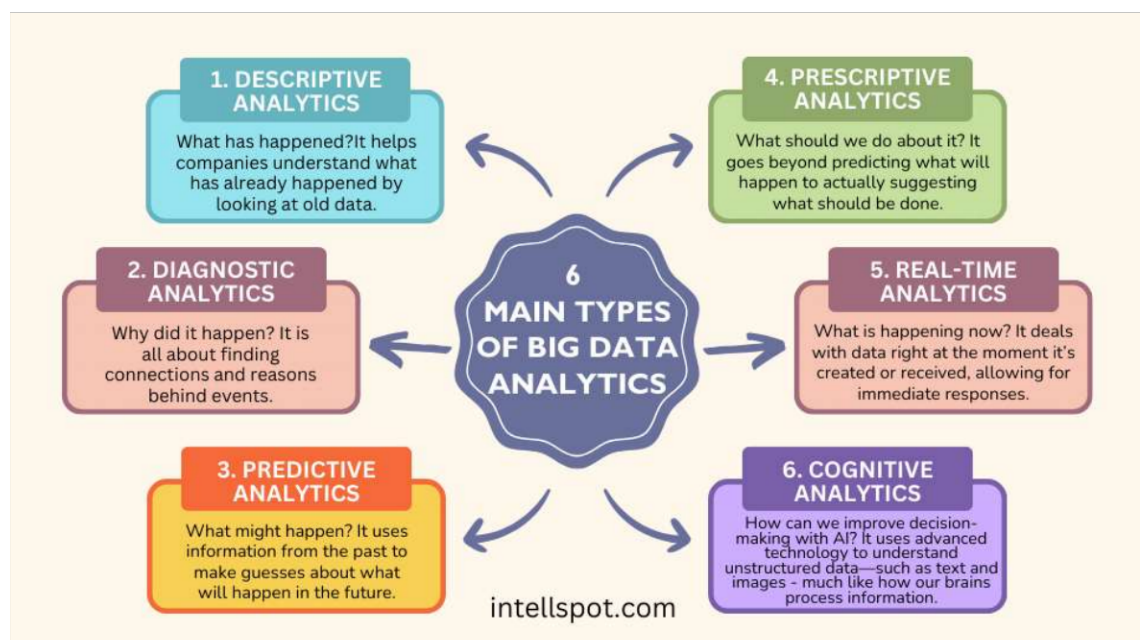 1. DESCRIPTIVE
ANALYTICS
What has happened?It helps
companies understand what
has already happened by
looking at old data.
2. DIAGNOSTIC
ANALYTICS
Why did it happen? It is
all about finding
connections and reasons
behind events.
3. PREDICTIVE
ANALYTICS
What might happen? It uses
information from the past to
make guesses about what
will happen in the future.
6
MAIN TYPES
OF BIG DATA
ANALYTICS
4. PRESCRIPTIVE
ANALYTICS
What should we do about it? It
goes beyond predicting what will
happen to actually suggesting
what should be done.
5. REAL-TIME
ANALYTICS
What is happening now? It deals
with data right at the moment it’s
created or received, allowing for
immediate responses.
6. COGNITIVE
ANALYTICS
How can we improve decision-
making with AI? It uses advanced
technology to understand
unstructured data—such as text and
images - much like how our brains
process information.
intellspot.com